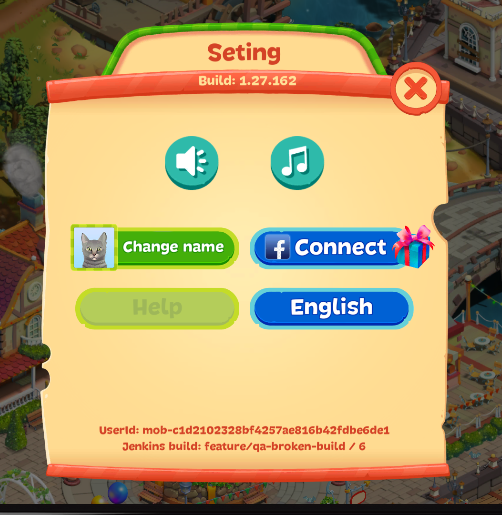 Seting
Build: 1.27.162
Change name
f Connect
Help
English
UserId: mob-c1d2102328bf4257ae816b42fdbe6de1
Jenkins build: feature/qa-broken-build / 6